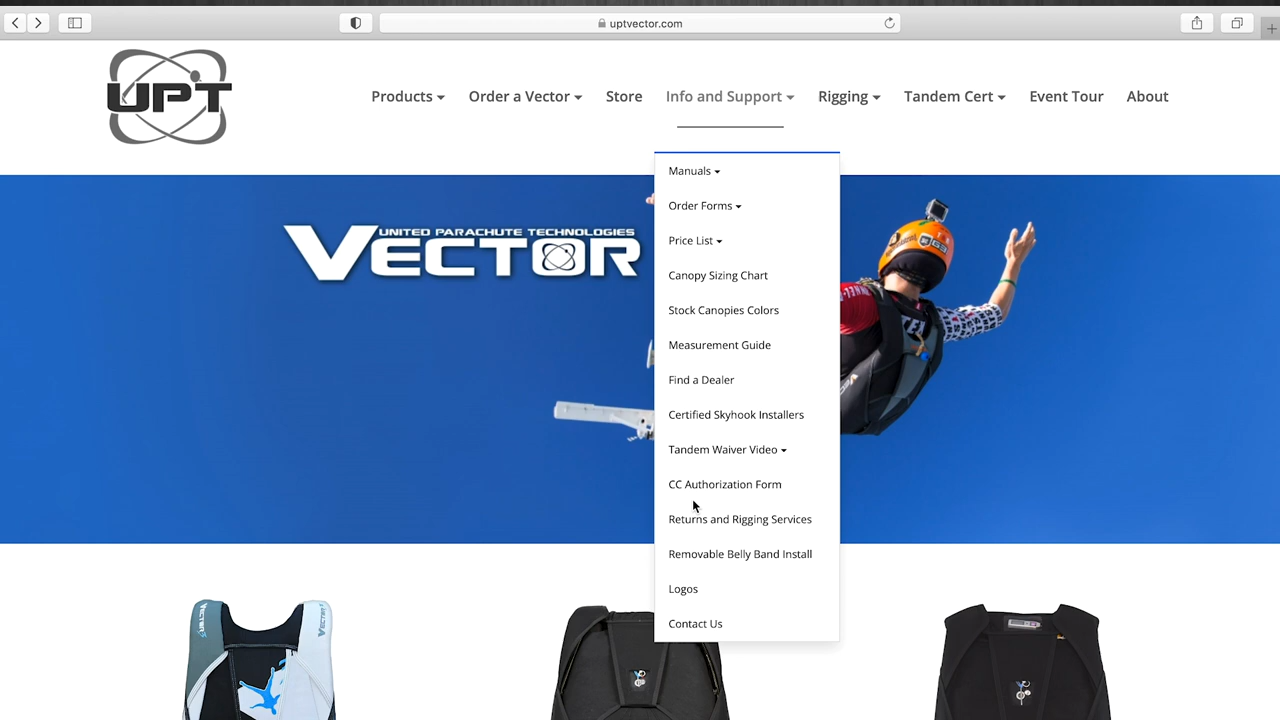 uptvector.com
UPT
Products
Order a Vector
Store
Info and Support
Rigging
Tandem Cert
Event Tour
About
Manuals
Order Forms
Price List
Canopy Sizing Chart
Stock Canopies Colors
Measurement Guide
Find a Dealer
Certified Skyhook Installers
Tandem Waiver Video
CC Authorization Form
Returns and Rigging Services
Removable Belly Band Install
Logos
Contact Us
UNITED PARACHUTE TECHNOLOGIES
VECTOR